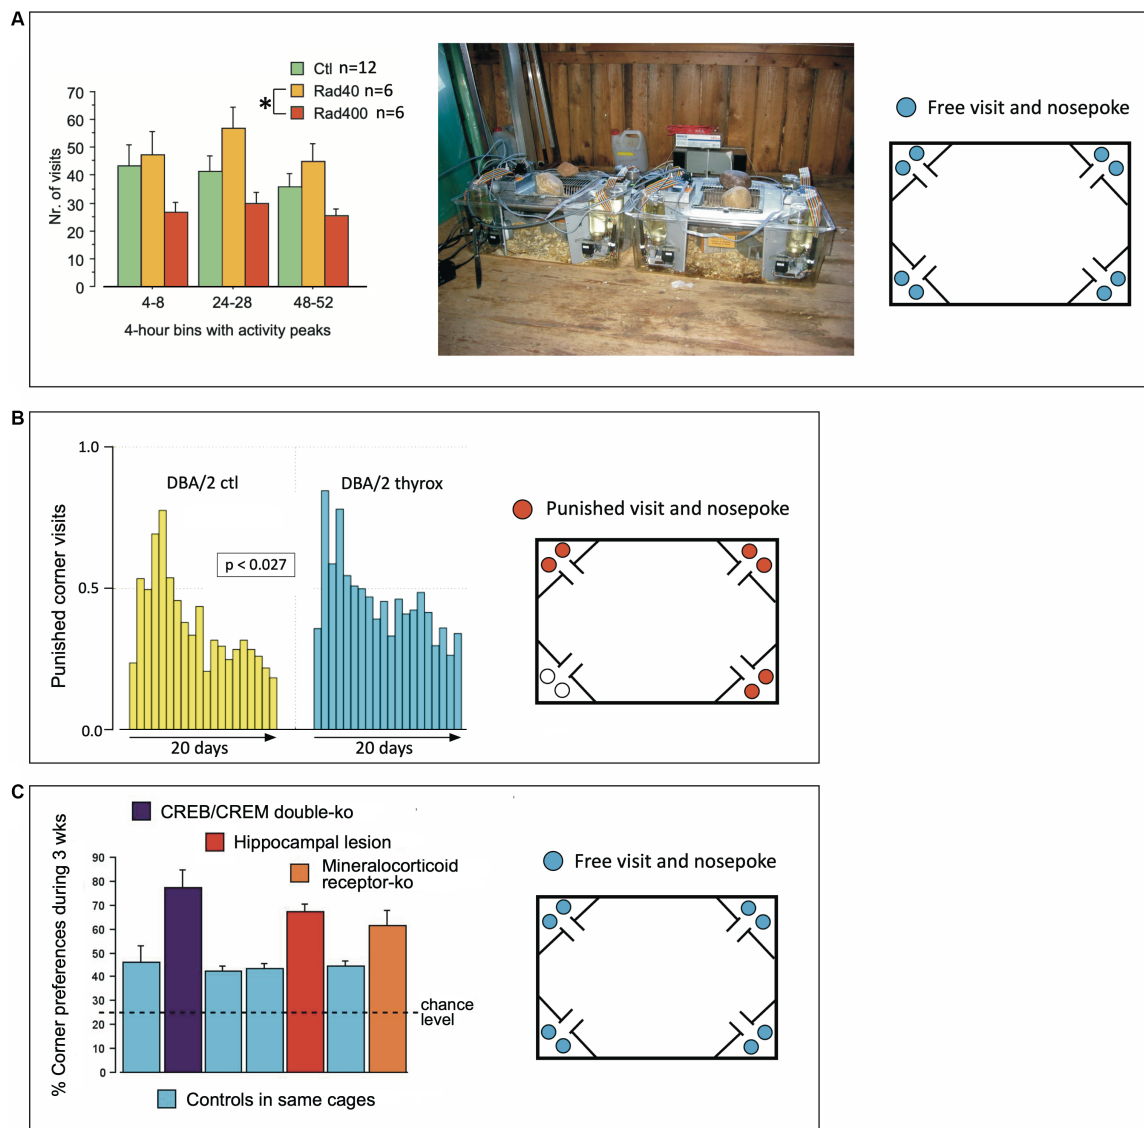 A
Ctl n=12
Rad40 n=6
Rad400 n=6
*
Nr. of visits
70
60
50
40
30
20
10
0
4-8 24-28 48-52
4-hour bins with activity peaks
Free visit and nosepoke
B
Punished corner visits
1.0
0.5
0.0
DBA/2 ctl
DBA/2 thyrox
p < 0.027
20 days
20 days
Punished visit and nosepoke
C
CREB/CREM double-ko
Hippocampal lesion
Mineralocorticoid
receptor-ko
% Corner preferences during 3 wks
90
80
70
60
50
40
30
20
10
0
chance
level
Controls in same cages
Free visit and nosepoke